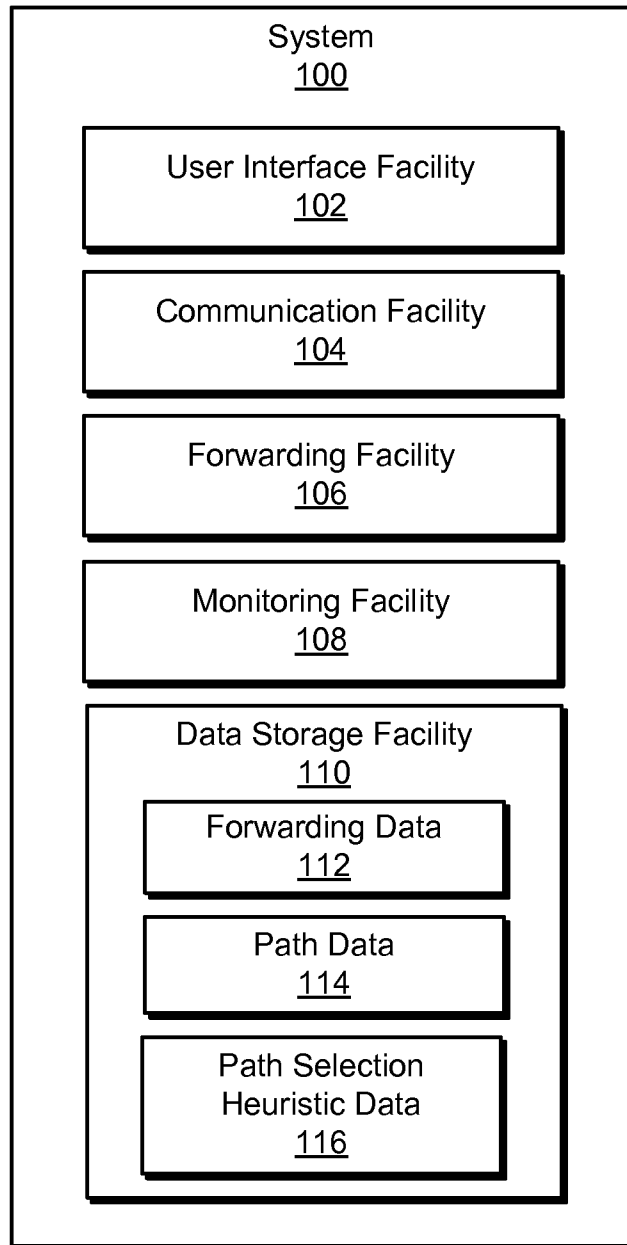 System
100
User Interface Facility
102
Communication Facility
104
Forwarding Facility
106
Monitoring Facility
108
Data Storage Facility
110
Forwarding Data
112
Path Data
114
Path Selection
Heuristic Data
116